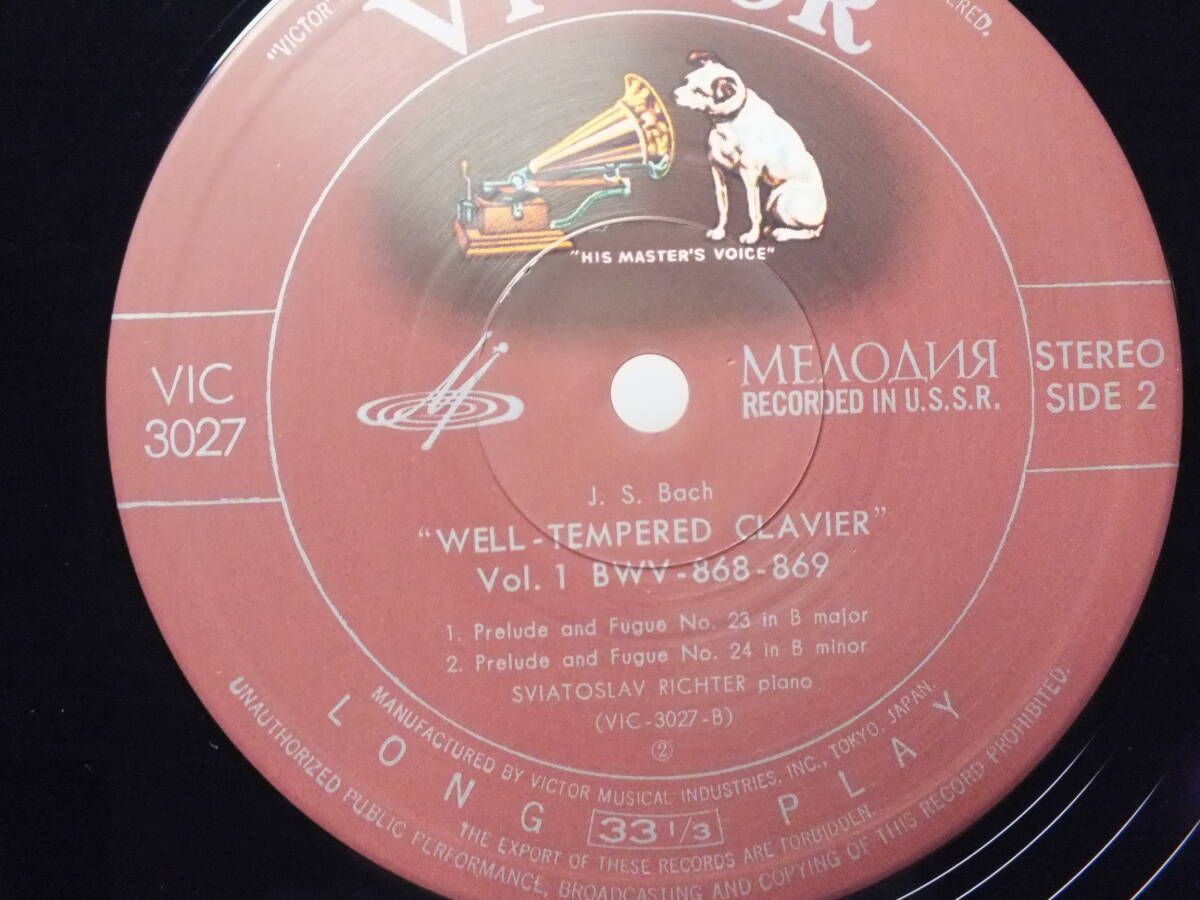 "VICTOR"
ERED.
VICTOR
"HIS MASTER'S VOICE"
VIC
3027
МЕЛОДИЯ
RECORDED IN U.S.S.R.
STEREO
SIDE 2
J. S. Bach
"WELL-TEMPERED CLAVIER"
Vol. 1 BWV-868-869
1. Prelude and Fugue No. 23 in B major
2. Prelude and Fugue No. 24 in B minor
SVIATOSLAV RICHTER piano
(VIC-3027-B)
②
MANUFACTURED BY VICTOR MUSICAL INDUSTRIES, INC., TOKYO, JAPAN.
LONG PLAY
33 1/3
THE EXPORT OF THESE RECORDS ARE FORBIDDEN.
UNAUTHORIZED PUBLIC PERFORMANCE, BROADCASTING AND COPYING OF THIS RECORD PROHIBITED.